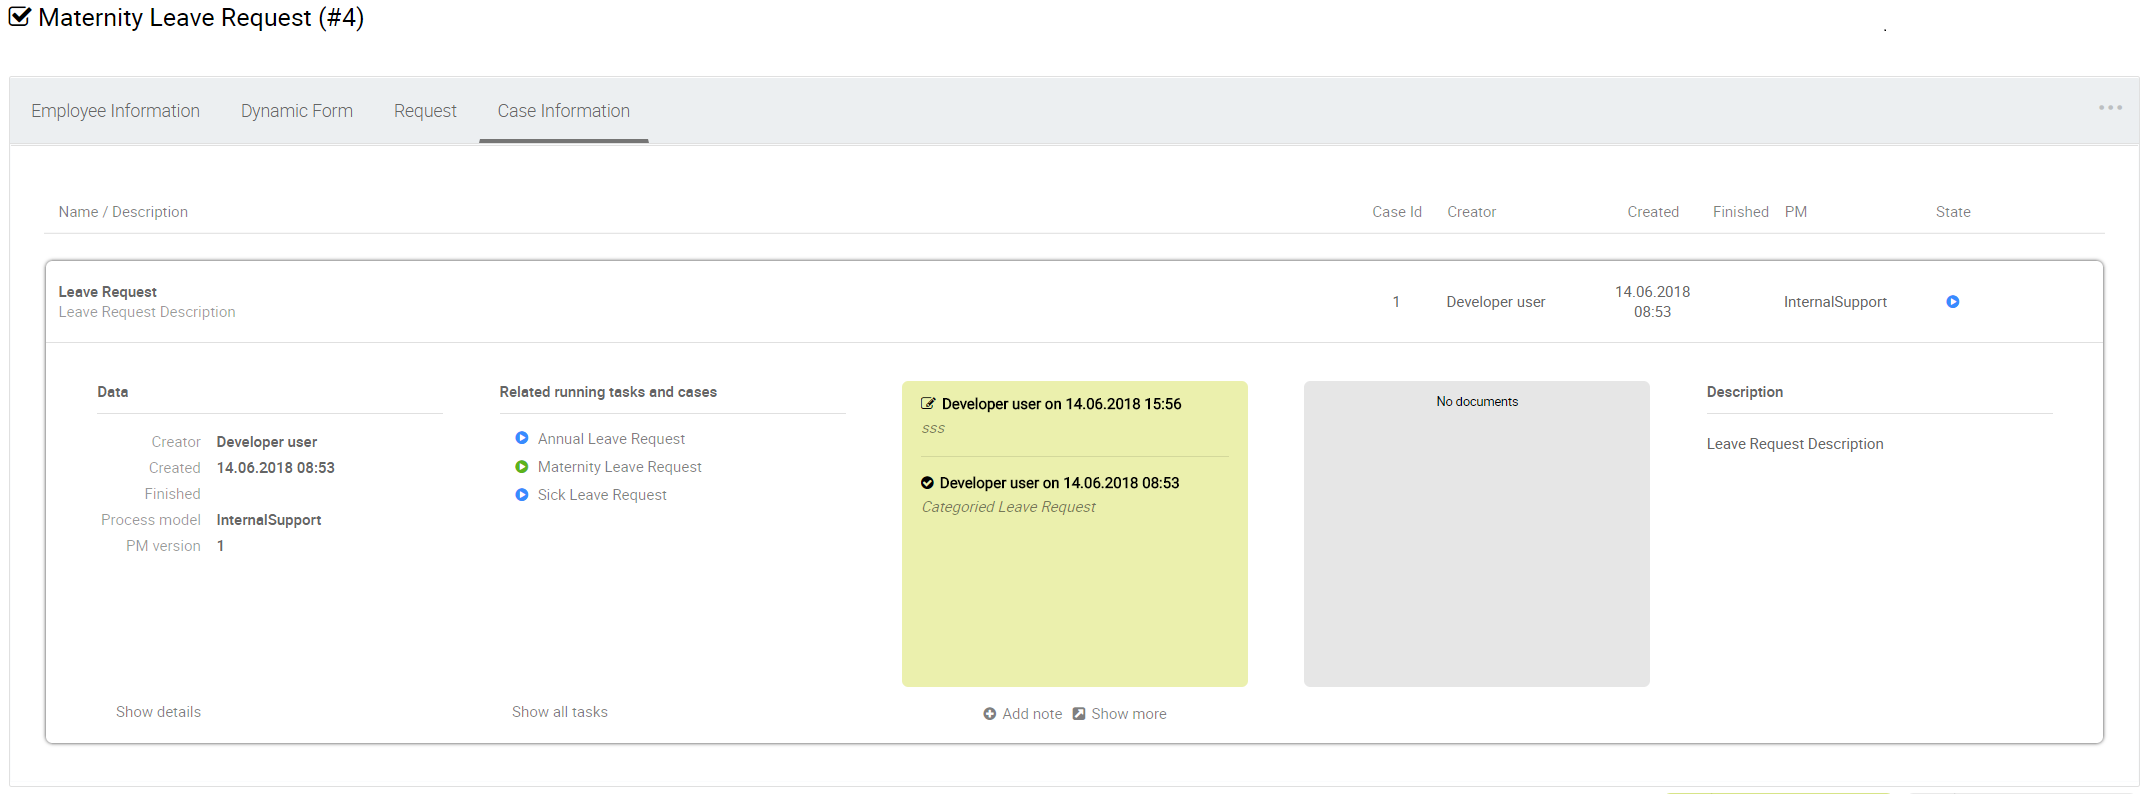 Maternity Leave Request (#4)
Employee Information Dynamic Form Request Case Information
Name / Description Case Id Creator Created Finished PM State
Leave Request
Leave Request Description
1 Developer user 14.06.2018 08:53 InternalSupport
Data
Creator Developer user
Created 14.06.2018 08:53
Finished
Process model InternalSupport
PM version 1
Show details
Related running tasks and cases
Annual Leave Request
Maternity Leave Request
Sick Leave Request
Show all tasks
Developer user on 14.06.2018 15:56
sss
Developer user on 14.06.2018 08:53
Categoried Leave Request
Add note Show more
No documents
Description
Leave Request Description